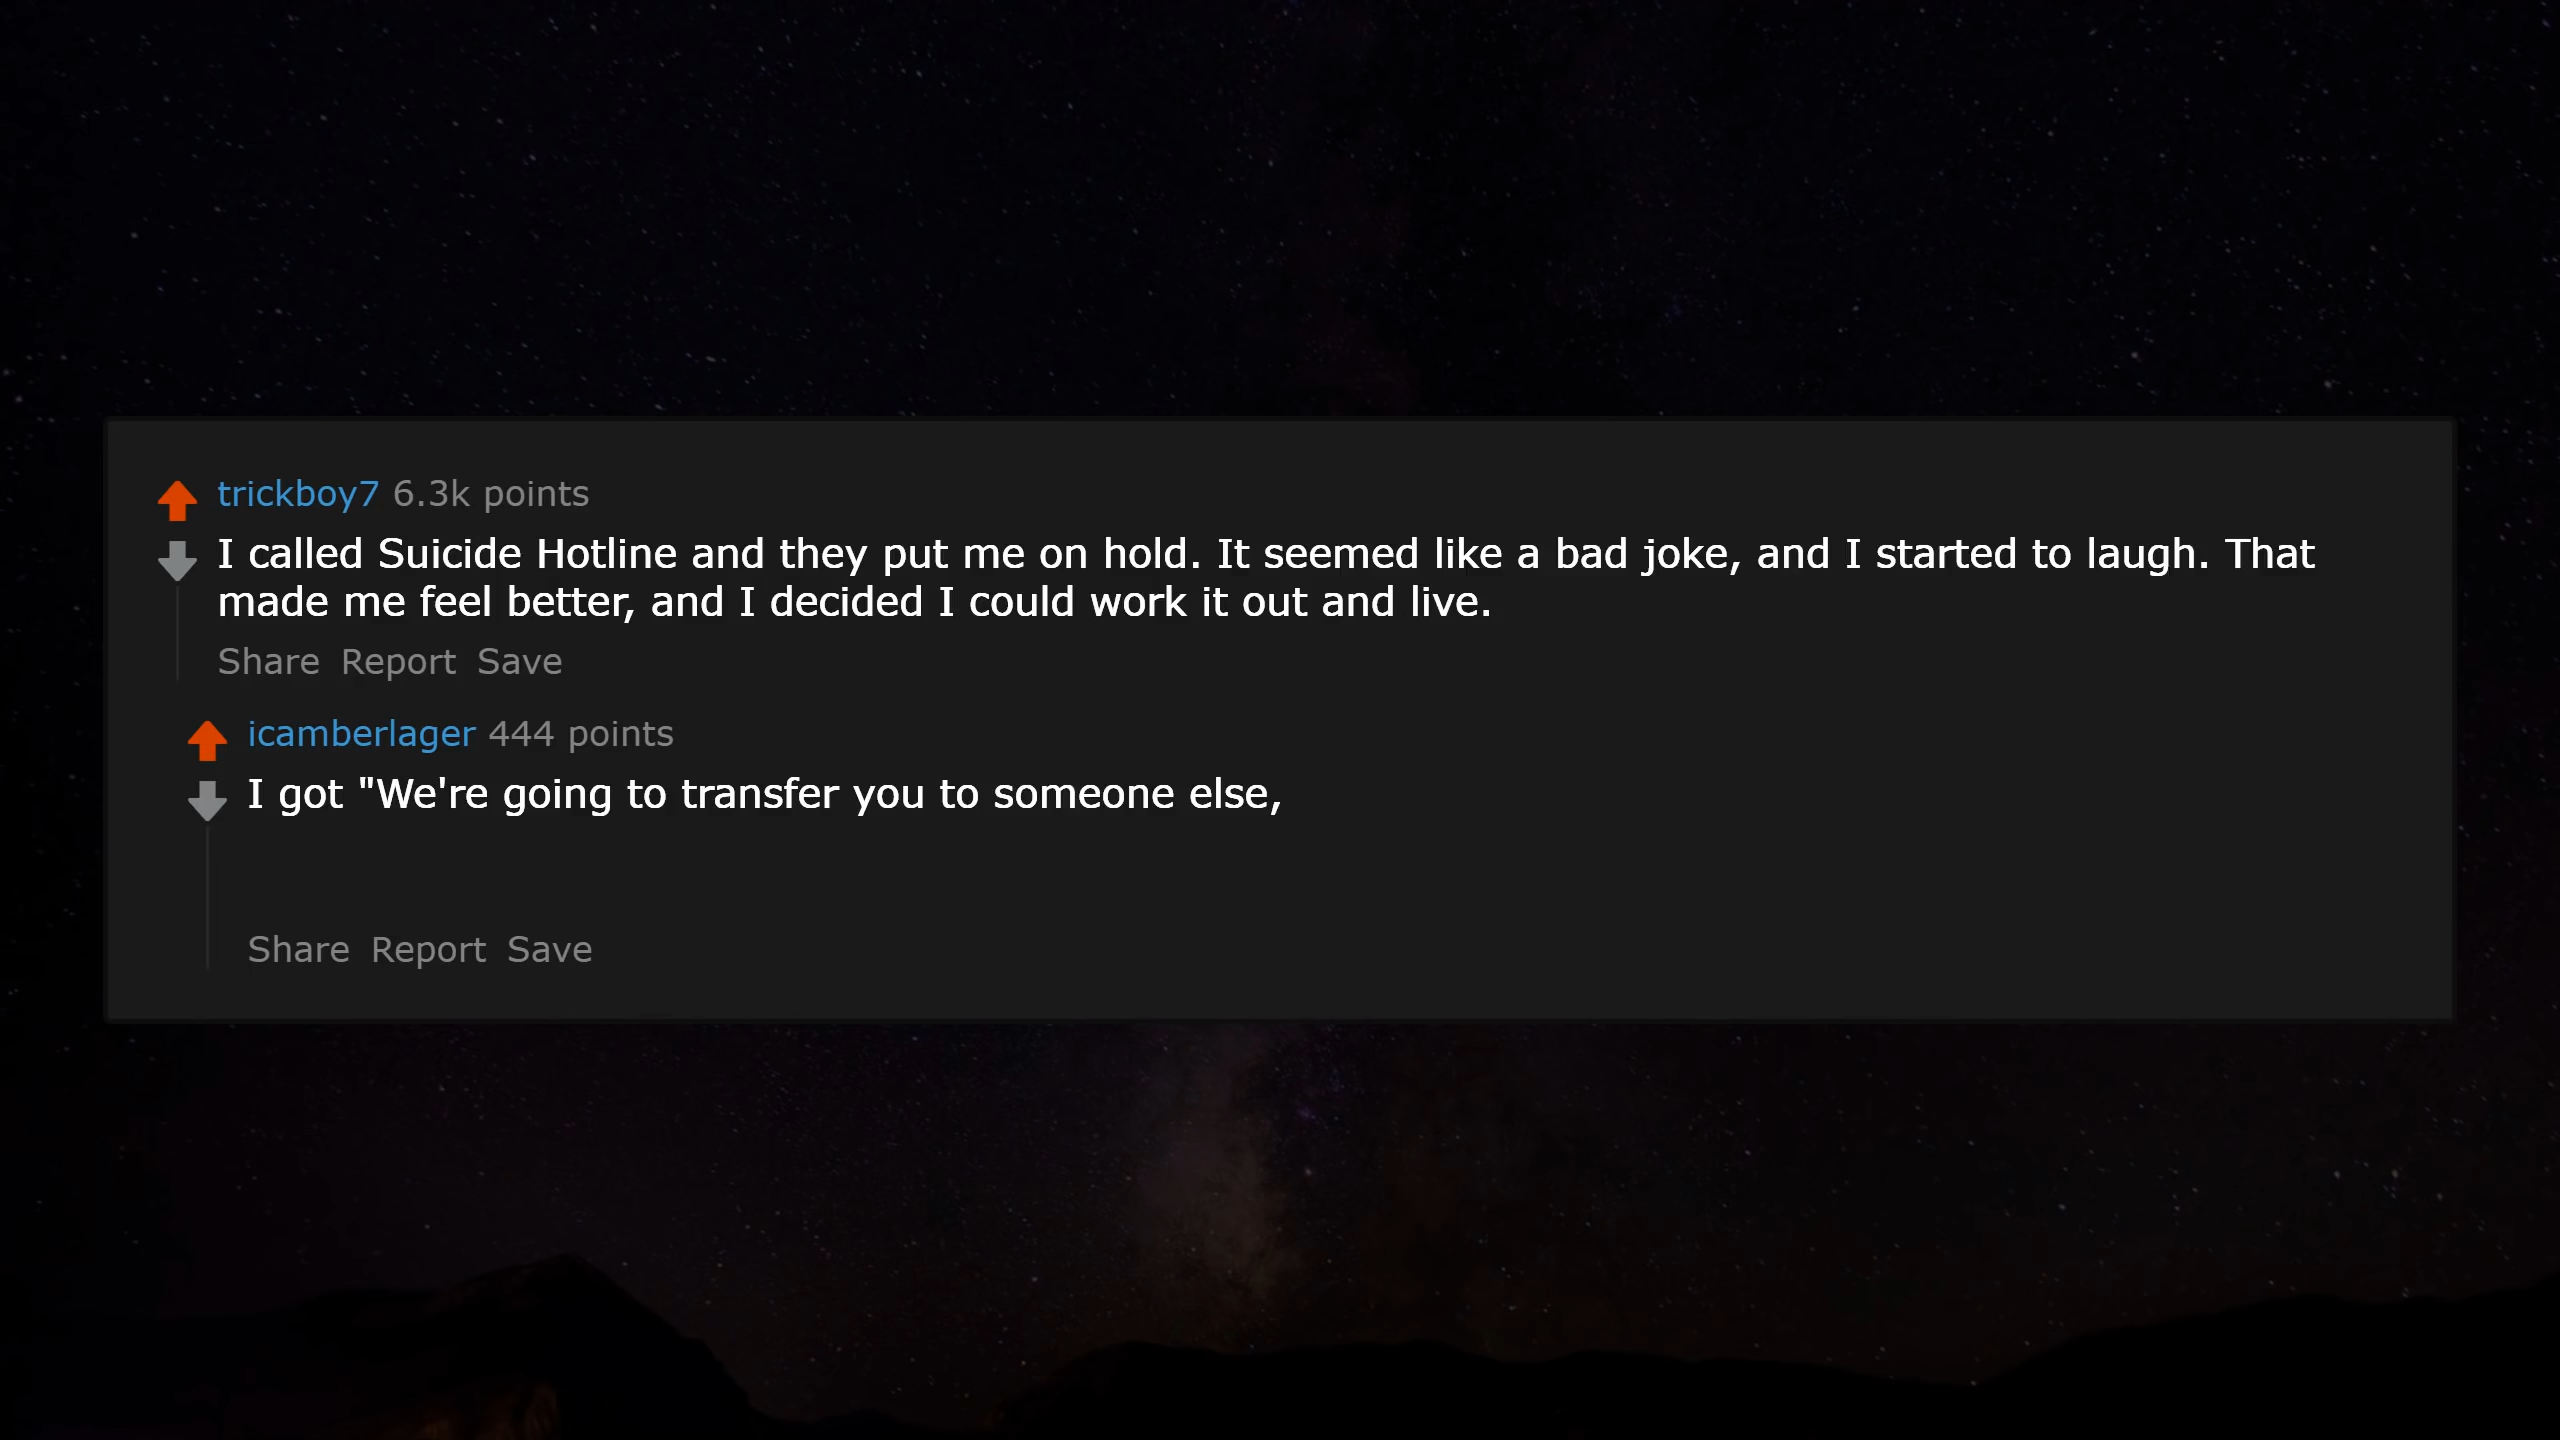 trickboy7 6.3k points
I called Suicide Hotline and they put me on hold. It seemed like a bad joke, and I started to laugh. That
made me feel better, and I decided I could work it out and live.
Share Report Save
icamberlager 444 points
I got "We're going to transfer you to someone else,
Share Report Save